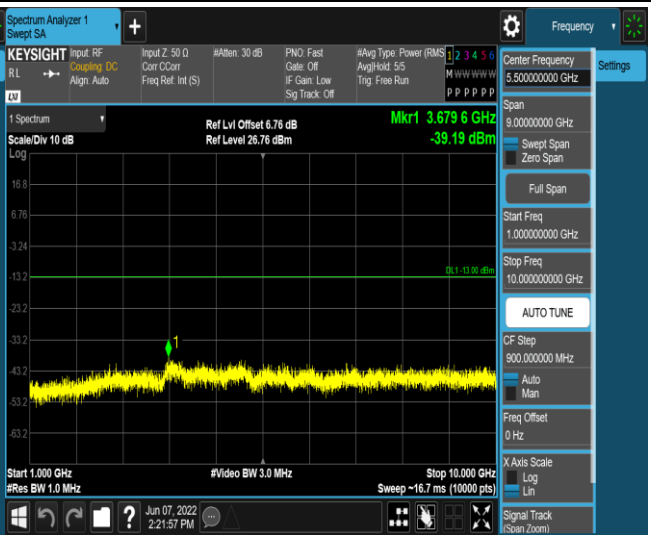 Spectrum Analyzer 1
Swept SA
Frequency
Settings
KEYSIGHT
RL
LXI
Input: RF
Coupling: DC
Align: Auto
Input Z: 50 Ω
Corr CCorr
Freq Ref: Int (S)
#Atten: 30 dB
PNO: Fast
Gate: Off
IF Gain: Low
Sig Track: Off
#Avg Type: Power (RMS
Avg|Hold: 5/5
Trig: Free Run
1 2 3 4 5 6
M W W W W W
P P P P P P
1 Spectrum
Scale/Div 10 dB
Log
Ref Lvl Offset 6.76 dB
Ref Level 26.76 dBm
Mkr1 3.679 6 GHz
-39.19 dBm
16.8
6.76
-3.24
-13.2
-23.2
-33.2
-43.2
-53.2
-63.2
DL1 -13.00 dBm
1
Start 1.000 GHz
#Res BW 1.0 MHz
#Video BW 3.0 MHz
Stop 10.000 GHz
Sweep ~16.7 ms (10000 pts)
Center Frequency
5.500000000 GHz
Span
9.00000000 GHz
Swept Span
Zero Span
Full Span
Start Freq
1.000000000 GHz
Stop Freq
10.000000000 GHz
AUTO TUNE
CF Step
900.000000 MHz
Auto
Man
Freq Offset
0 Hz
X Axis Scale
Log
Lin
Signal Track
(Span Zoom)
?
Jun 07, 2022
2:21:57 PM